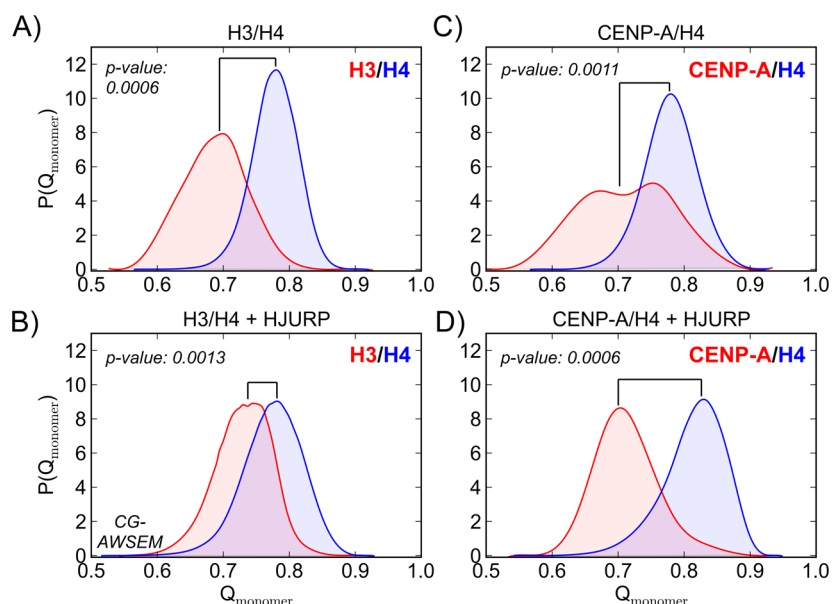 A)
H3/H4
p-value:
0.0006
H3/H4
P(Qmonomer)
12
10
8
6
4
2
0
0.5 0.6 0.7 0.8 0.9 1.0
C)
CENP-A/H4
p-value: 0.0011
CENP-A/H4
12
10
8
6
4
2
0
0.5 0.6 0.7 0.8 0.9 1.0
B)
H3/H4 + HJURP
p-value: 0.0013
H3/H4
P(Qmonomer)
12
10
8
6
4
2
0
CG-
AWSEM
0.5 0.6 0.7 0.8 0.9 1.0
Qmonomer
D)
CENP-A/H4 + HJURP
p-value: 0.0006
CENP-A/H4
12
10
8
6
4
2
0
0.5 0.6 0.7 0.8 0.9 1.0
Qmonomer